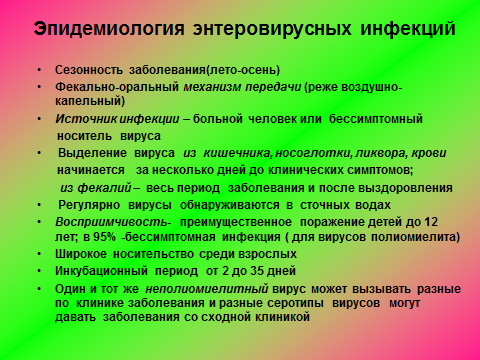 Эпидемиология энтеровирусных инфекций
• Сезонность заболевания(лето-осень)
• Фекально-оральный механизм передачи (реже воздушно-
капельный)
• Источник инфекции – больной человек или бессимптомный
носитель вируса
• Выделение вируса из кишечника, носоглотки, ликвора, крови
начинается за несколько дней до клинических симптомов;
из фекалий – весь период заболевания и после выздоровления
• Регулярно вирусы обнаруживаются в сточных водах
• Восприимчивость- преимущественное поражение детей до 12
лет; в 95% -бессимптомная инфекция ( для вирусов полиомиелита)
• Широкое носительство среди взрослых
• Инкубационный период от 2 до 35 дней
• Один и тот же неполиомиелитный вирус может вызывать разные
по клинике заболевания и разные серотипы вирусов могут
давать заболевания со сходной клиникой